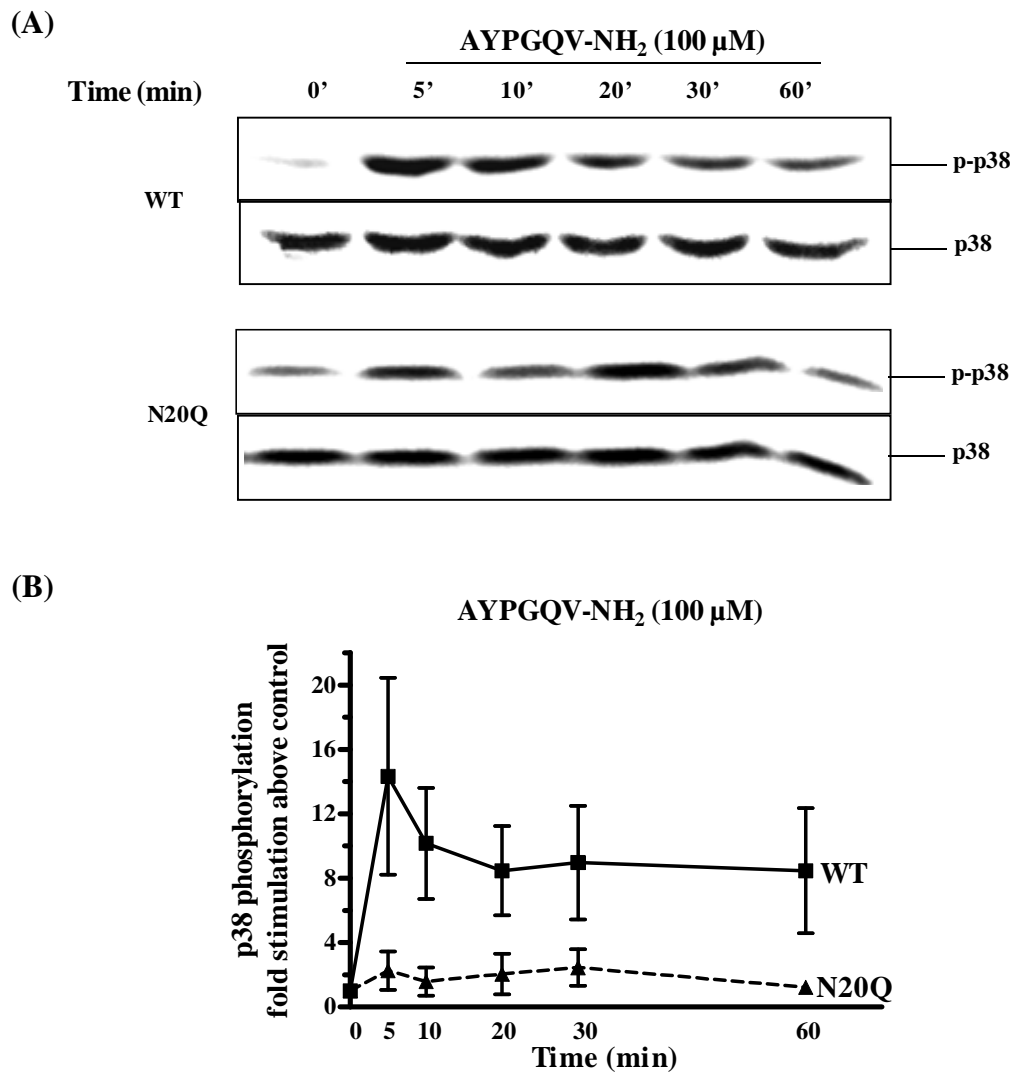 (A)
AYPGQV-NH₂ (100 µM)
Time (min) 0’ 5’ 10’ 20’ 30’ 60’
p-p38
WT
p38
p-p38
N20Q
p38
(B)
AYPGQV-NH₂ (100 µM)
p38 phosphorylation
fold stimulation above control
20
16
12
8
4
0
WT
N20Q
0 5 10 20 30 60
Time (min)